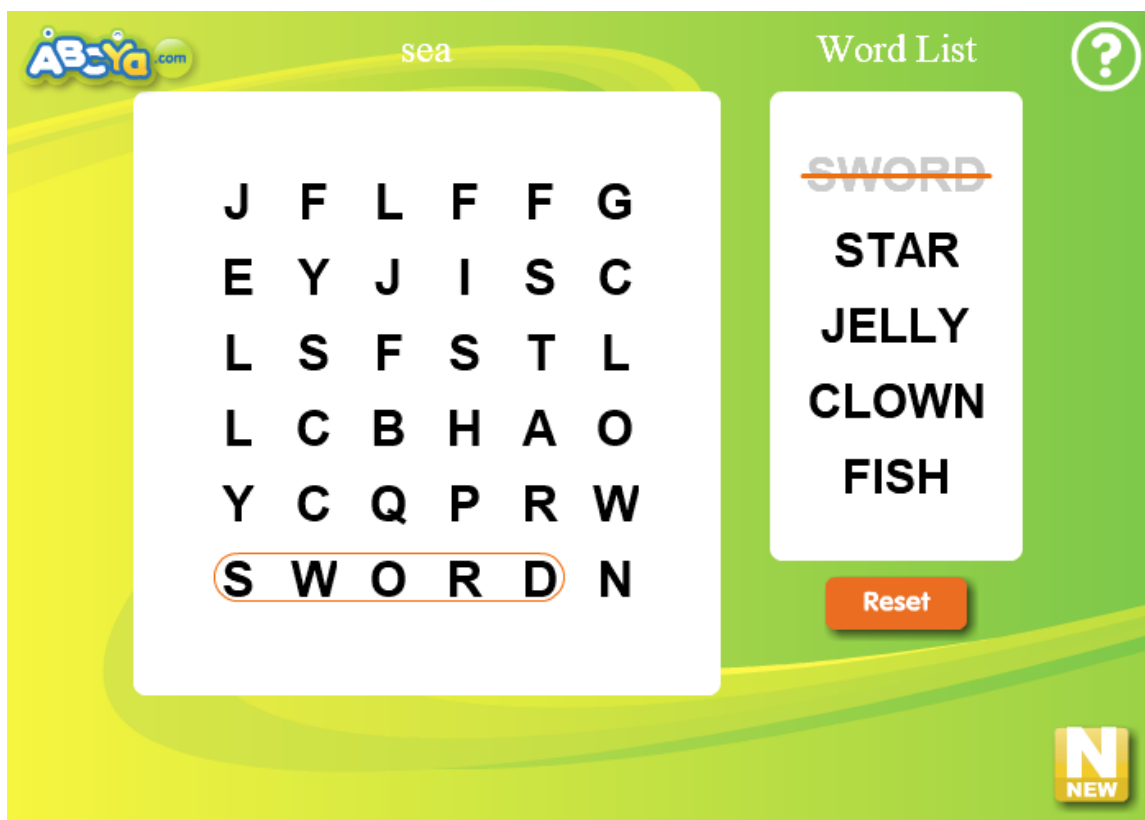 ABCYa.com
sea
Word List
?
J F L F F G
E Y J I S C
L S F S T L
L C B H A O
Y C Q P R W
S W O R D N
SWORD
STAR
JELLY
CLOWN
FISH
Reset
N
NEW